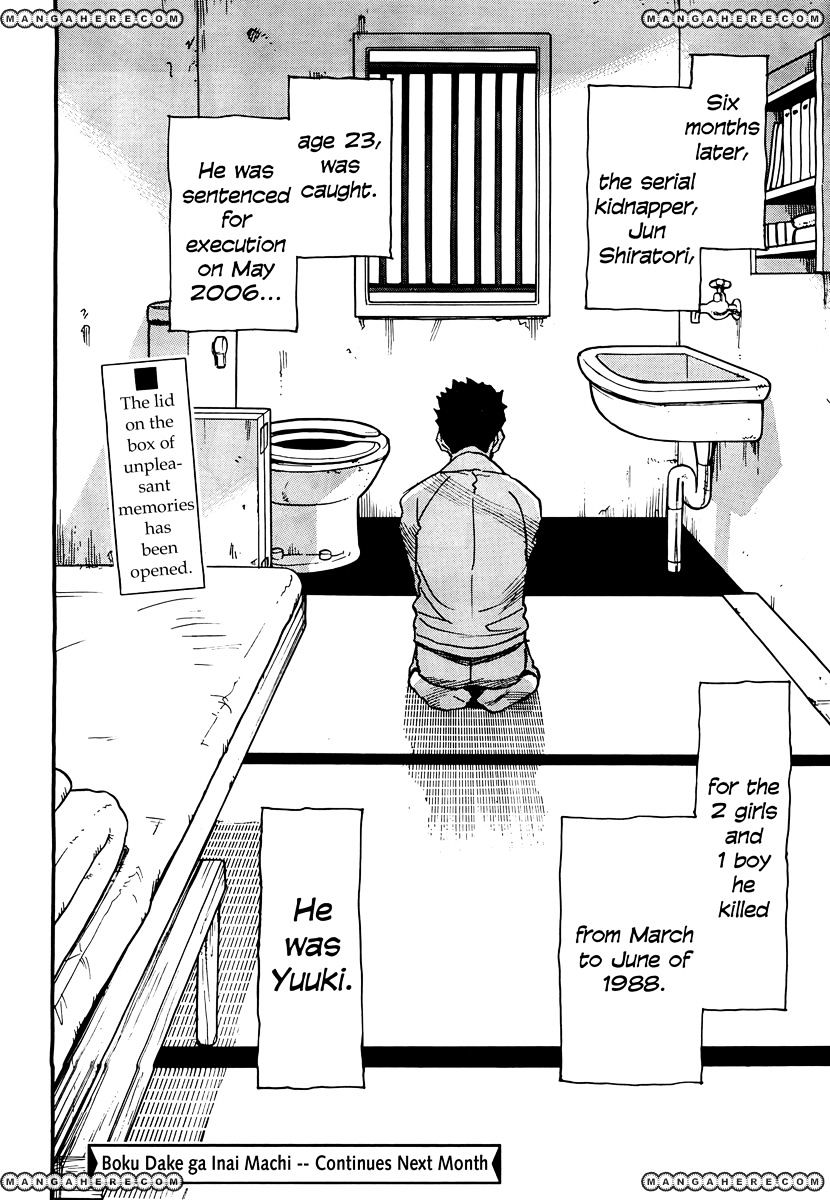 MANGAHERE.COM
MANGAHERE.COM
Six
months
later,
the serial
kidnapper,
Jun
Shiratori,
age 23,
was
caught.
He was
sentenced
for
execution
on May
2006...
The lid
on the
box of
unplea-
sant
memories
has
been
opened.
for the
2 girls
and
1 boy
he
killed
from March
to June of
1988.
He
was
Yuuki.
Boku Dake ga Inai Machi -- Continues Next Month
MANGAHERE.COM
MANGAHERE.COM